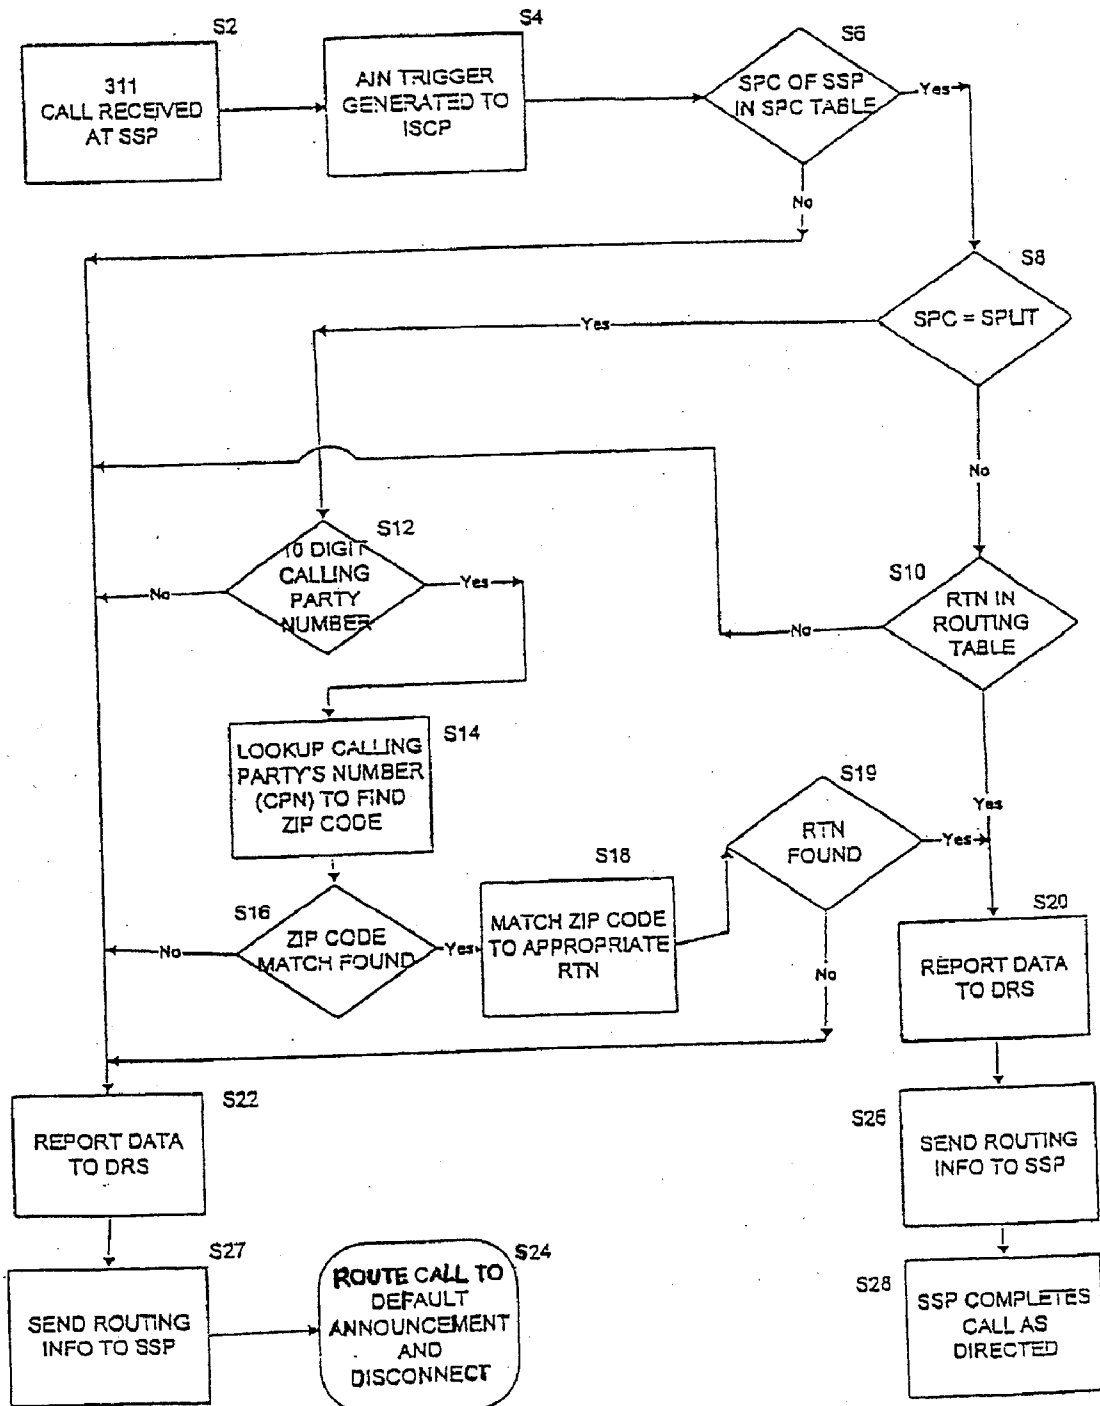 S2
311
CALL RECEIVED
AT SSP
S4
AIN TRIGGER
GENERATED TO
ISCP
S6
SPC OF SSP
IN SPC TABLE
Yes
No
S8
SPC = SPLIT
Yes
No
S12
10 DIGIT
CALLING
PARTY
NUMBER
No
Yes
S10
RTN IN
ROUTING
TABLE
No
Yes
S14
LOOKUP CALLING
PARTY'S NUMBER
(CPN) TO FIND
ZIP CODE
S16
ZIP CODE
MATCH FOUND
No
Yes
S18
MATCH ZIP CODE
TO APPROPRIATE
RTN
S19
RTN
FOUND
Yes
No
S20
REPORT DATA
TO DRS
S22
REPORT DATA
TO DRS
S26
SEND ROUTING
INFO TO SSP
S27
SEND ROUTING
INFO TO SSP
S24
ROUTE CALL TO
DEFAULT
ANNOUNCEMENT
AND
DISCONNECT
S28
SSP COMPLETES
CALL AS
DIRECTED